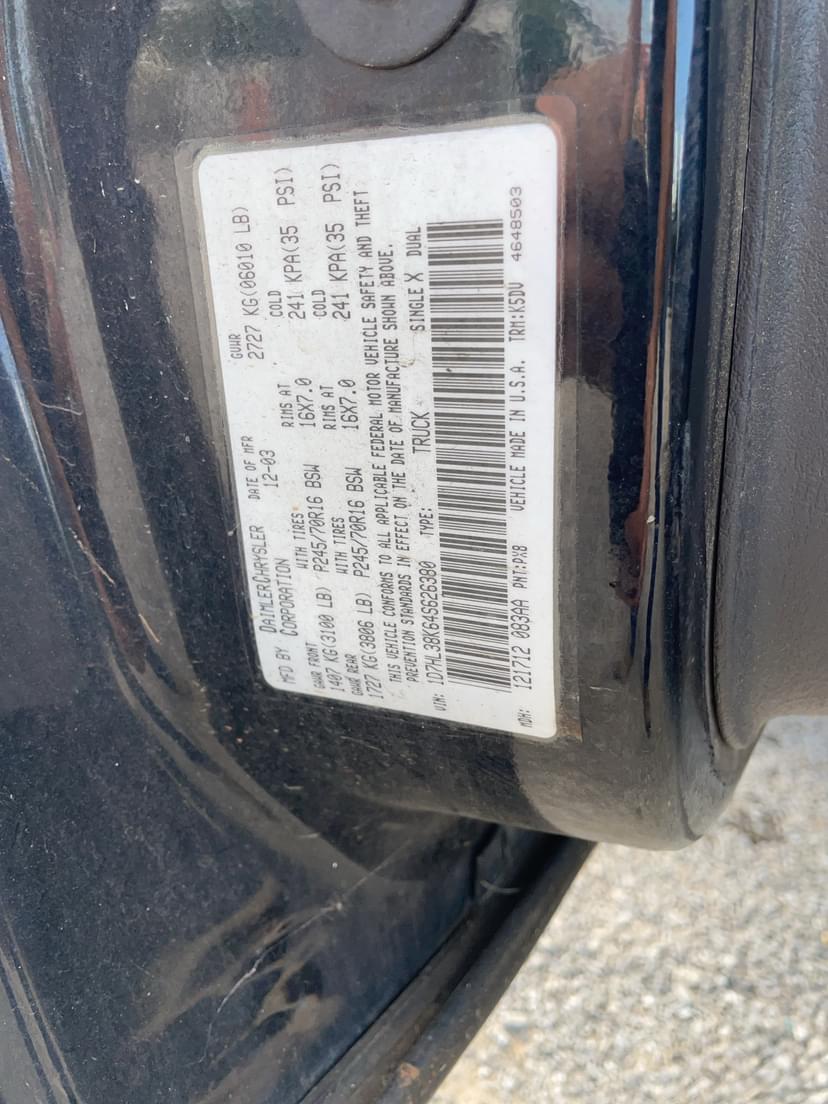 MFD BY DAIMLERCHRYSLER CORPORATION DATE OF MFR 12-03 GVWR 2727 KG(06010 LB)
GAWR FRONT WITH TIRES RIMS AT COLD
1407 KG(3100 LB) P245/70R16 BSW 16X7.0 241 KPA(35 PSI)
GAWR REAR WITH TIRES RIMS AT COLD
1727 KG(3806 LB) P245/70R16 BSW 16X7.0 241 KPA(35 PSI)
THIS VEHICLE CONFORMS TO ALL APPLICABLE FEDERAL MOTOR VEHICLE SAFETY AND THEFT
PREVENTION STANDARDS IN EFFECT ON THE DATE OF MANUFACTURE SHOWN ABOVE.
VIN: 1D7HL38K64S626380 TYPE: TRUCK SINGLE X DUAL
MDH: 121712 083AA PNT:PX8 VEHICLE MADE IN U.S.A. TRM:K5DV 4648503